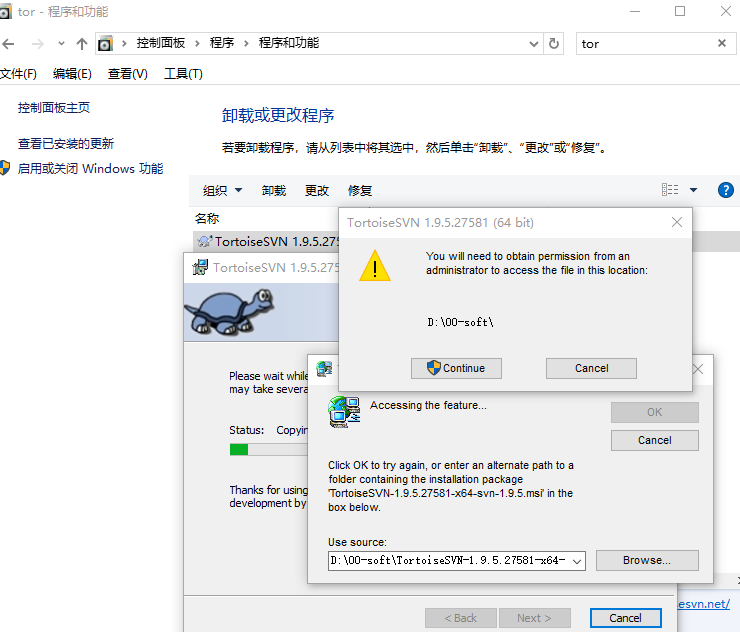 tor - 程序和功能
控制面板 程序 程序和功能
tor
文件(F) 编辑(E) 查看(V) 工具(T)
控制面板主页
查看已安装的更新
启用或关闭 Windows 功能
卸载或更改程序
若要卸载程序，请从列表中将其选中，然后单击“卸载”、“更改”或“修复”。
组织 卸载 更改 修复
名称
TortoiseSVN 1.9.5.275
TortoiseSVN 1.9.5.275
Please wait while
may take several
Status: Copyin
Thanks for using
development by
< Back Next > Cancel
esvn.net/
TortoiseSVN 1.9.5.27581 (64 bit)
You will need to obtain permission from an
administrator to access the file in this location:
D:\00-soft\
Continue Cancel
Accessing the feature...
OK
Cancel
Click OK to try again, or enter an alternate path to a
folder containing the installation package
'TortoiseSVN-1.9.5.27581-x64-svn-1.9.5.msi' in the
box below.
Use source:
D:\00-soft\TortoiseSVN-1.9.5.27581-x64-
Browse...